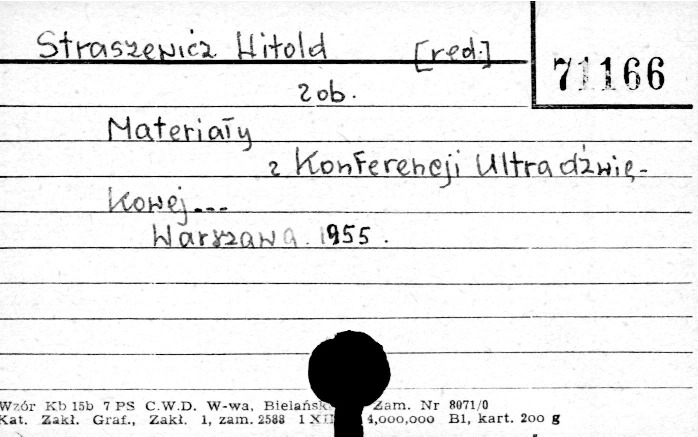 Straszewicz Witold [red.]
71166
zob.
Materiały
z Konferencji Ultradźwię-
kowej---
Warszawa. 1955.
Wzór Kb 15b 7 PS C.W.D. W-wa, Bielańsk Zam. Nr 8071/0
Kat. Zakł. Graf., Zakł. 1, zam. 2588 1 XII 4,000,000 B1, kart. 200 g